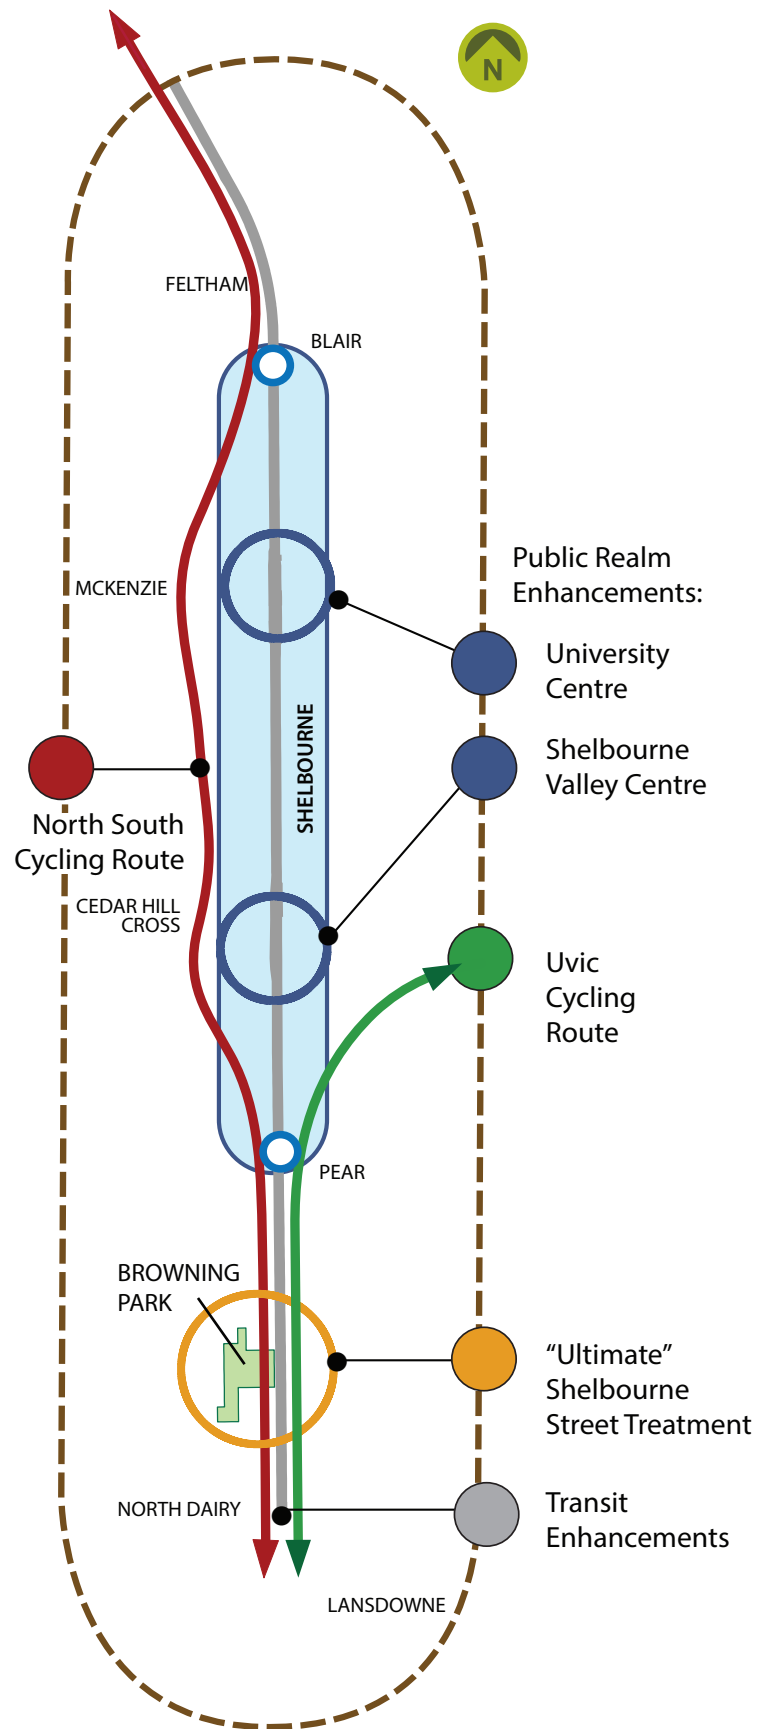 N
FELTHAM
BLAIR
Public Realm
Enhancements:
MCKENZIE
University
Centre
SHELBOURNE
Shelbourne
Valley Centre
North South
Cycling Route
CEDAR HILL
CROSS
Uvic
Cycling
Route
PEAR
BROWNING
PARK
“Ultimate”
Shelbourne
Street Treatment
NORTH DAIRY
Transit
Enhancements
LANSDOWNE